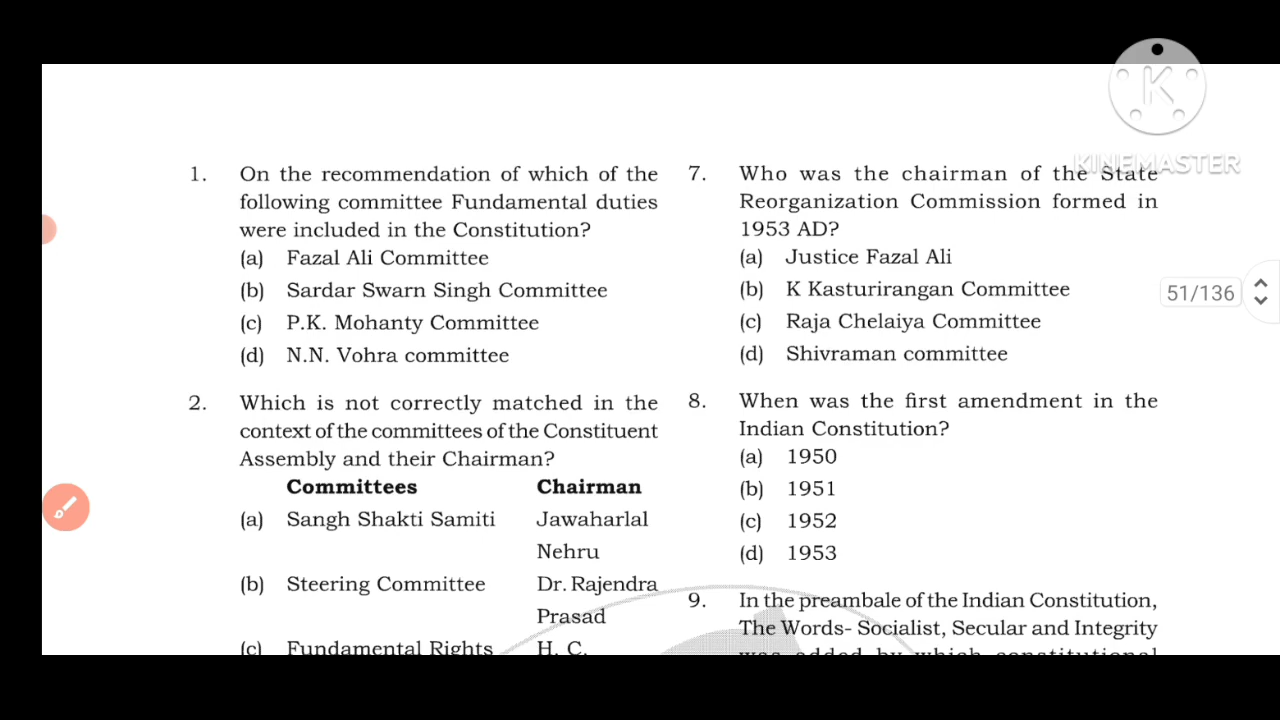 KINEMASTER
51/136
1. On the recommendation of which of the
following committee Fundamental duties
were included in the Constitution?
(a) Fazal Ali Committee
(b) Sardar Swarn Singh Committee
(c) P.K. Mohanty Committee
(d) N.N. Vohra committee
2. Which is not correctly matched in the
context of the committees of the Constituent
Assembly and their Chairman?
Committees Chairman
(a) Sangh Shakti Samiti Jawaharlal
Nehru
(b) Steering Committee Dr. Rajendra
Prasad
(c) Fundamental Rights H. C.
7. Who was the chairman of the State
Reorganization Commission formed in
1953 AD?
(a) Justice Fazal Ali
(b) K Kasturirangan Committee
(c) Raja Chelaiya Committee
(d) Shivraman committee
8. When was the first amendment in the
Indian Constitution?
(a) 1950
(b) 1951
(c) 1952
(d) 1953
9. In the preambale of the Indian Constitution,
The Words- Socialist, Secular and Integrity
was added by which constitutional